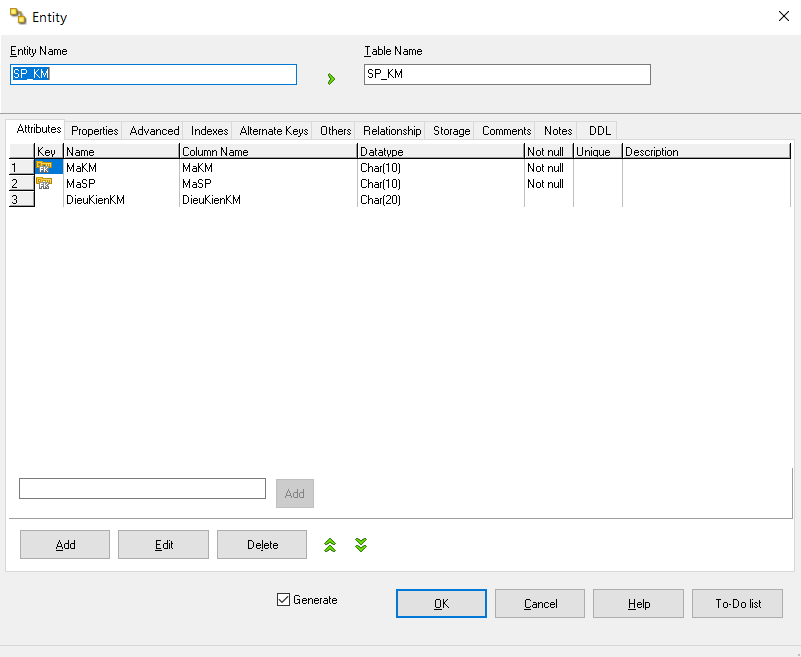 Entity
Entity Name
Table Name
SP_KM
SP_KM
Attributes Properties Advanced Indexes Alternate Keys Others Relationship Storage Comments Notes DDL
Key Name Column Name Datatype Not null Unique Description
1 FK MaKM MaKM Char(10) Not null
2 FK MaSP MaSP Char(10) Not null
3 DieuKienKM DieuKienKM Char(20)
Add
Add Edit Delete
Generate
OK Cancel Help To-Do list